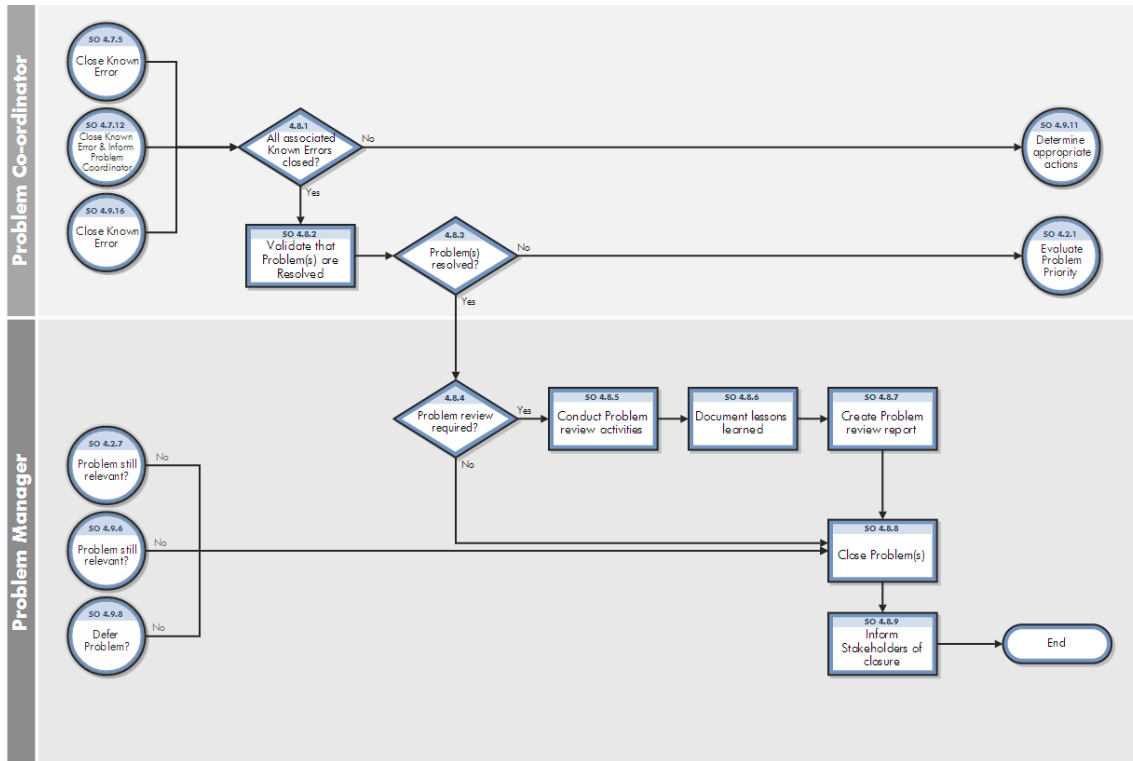 Problem Co-ordinator
SO 4.7.5
Close Known
Error
SO 4.7.12
Close Known
Error & Inform
Problem
Coordinator
SO 4.9.16
Close Known
Error
4.8.1
All associated
Known Errors
closed?
No
Yes
SO 4.9.11
Determine
appropriate
actions
SO 4.8.2
Validate that
Problem(s) are
Resolved
4.8.3
Problem(s)
resolved?
No
Yes
SO 4.2.1
Evaluate
Problem
Priority
Problem Manager
4.8.4
Problem review
required?
Yes
No
SO 4.8.5
Conduct Problem
review activities
SO 4.8.6
Document lessons
learned
SO 4.8.7
Create Problem
review report
SO 4.2.7
Problem still
relevant?
No
SO 4.9.6
Problem still
relevant?
No
SO 4.9.8
Defer
Problem?
No
SO 4.8.8
Close Problem(s)
SO 4.8.9
Inform
Stakeholders of
closure
End